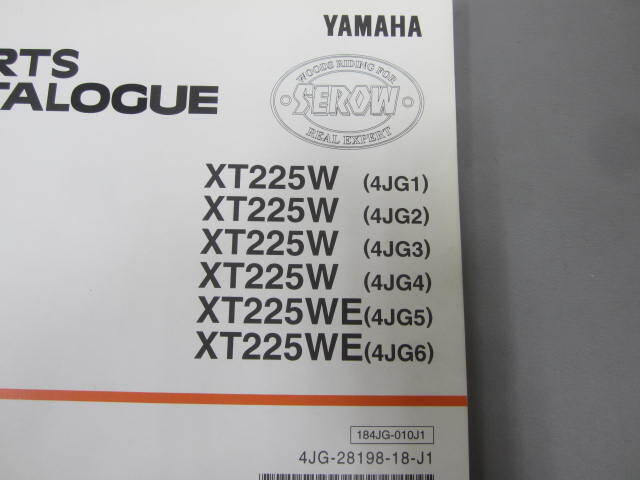 YAMAHA
RTS
TALOGUE
WOODS RIDING FOR
SEROW
REAL EXPERT
XT225W (4JG1)
XT225W (4JG2)
XT225W (4JG3)
XT225W (4JG4)
XT225WE(4JG5)
XT225WE(4JG6)
184JG-010J1
4JG-28198-18-J1